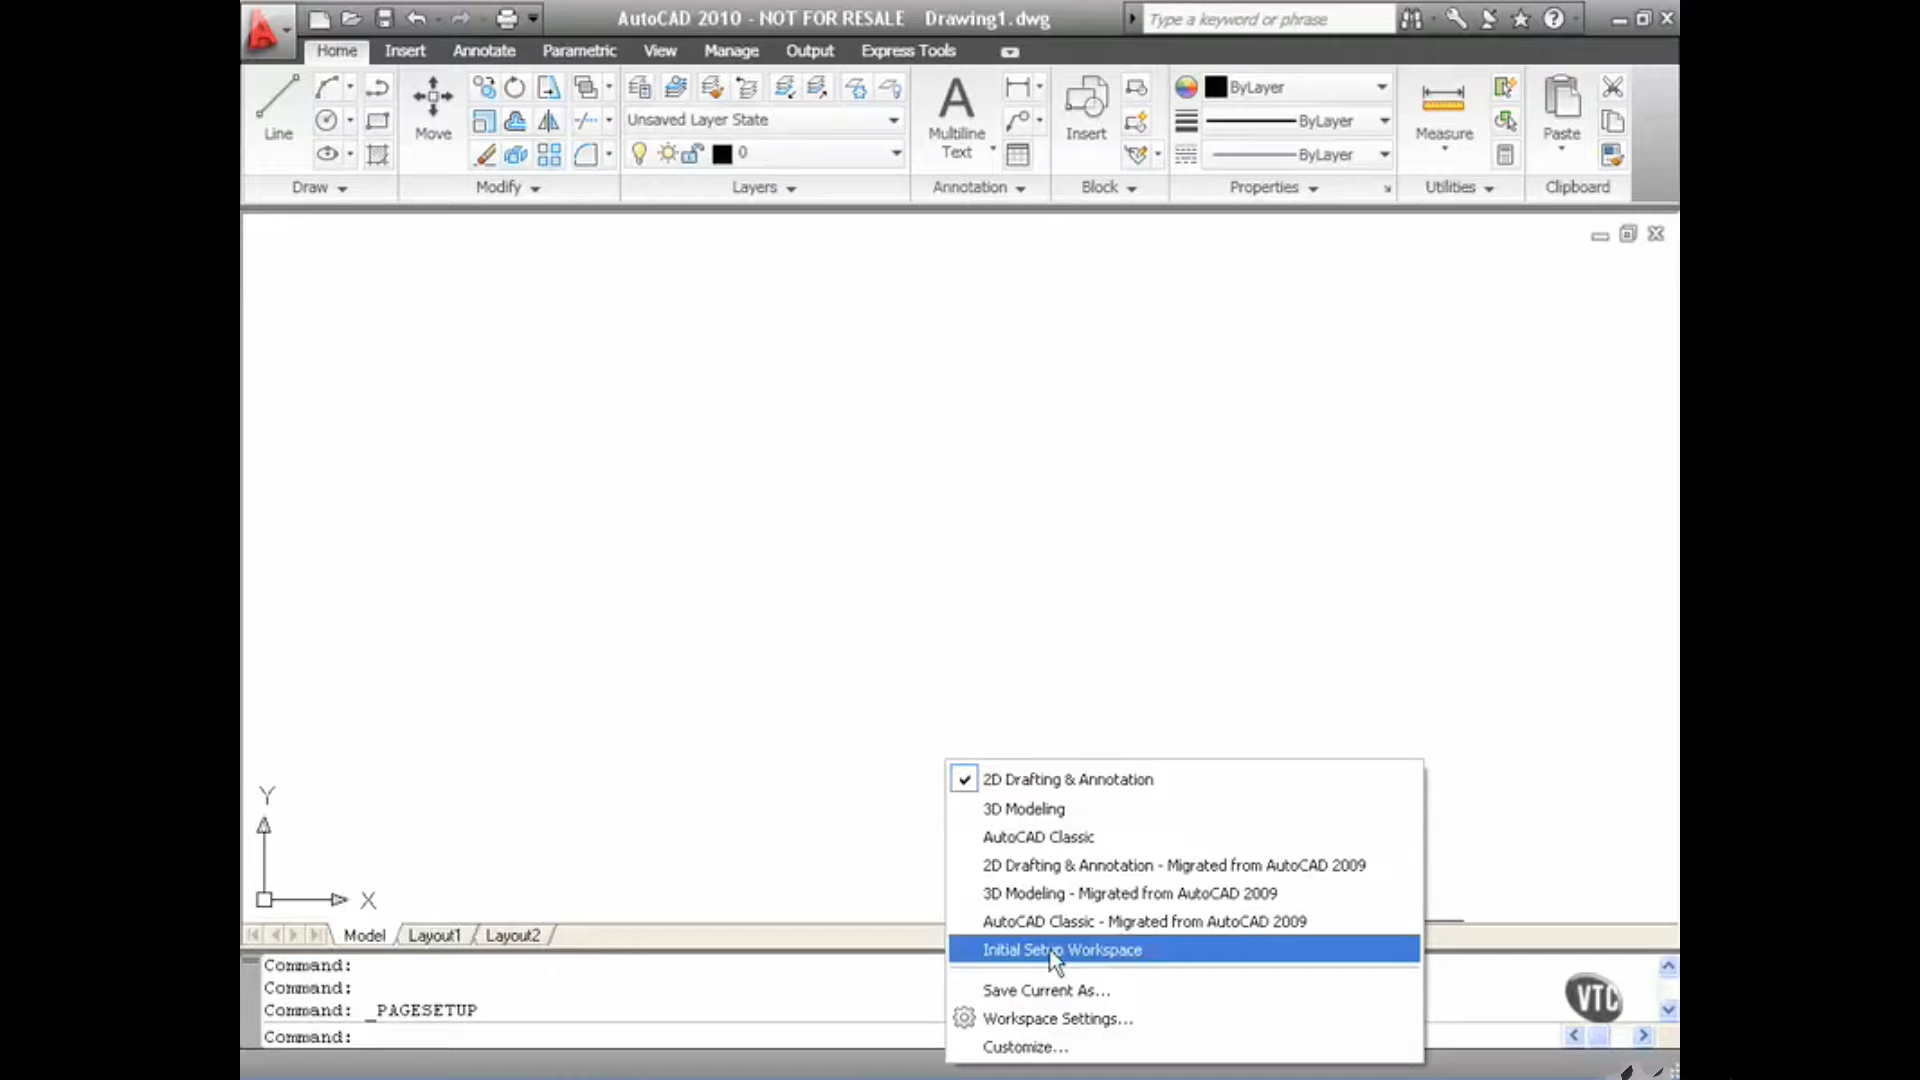 AutoCAD 2010 - NOT FOR RESALE Drawing1.dwg
Type a keyword or phrase
Home Insert Annotate Parametric View Manage Output Express Tools
Line
Move
Unsaved Layer State
0
Multiline
Text
Insert
ByLayer
ByLayer
ByLayer
Measure
Paste
Draw Modify Layers Annotation Block Properties Utilities Clipboard
2D Drafting & Annotation
3D Modeling
AutoCAD Classic
2D Drafting & Annotation - Migrated from AutoCAD 2009
3D Modeling - Migrated from AutoCAD 2009
AutoCAD Classic - Migrated from AutoCAD 2009
Initial Setup Workspace
Save Current As...
Workspace Settings...
Customize...
Y
X
Model Layout1 Layout2
Command:
Command:
Command: _PAGESETUP
Command:
VTC